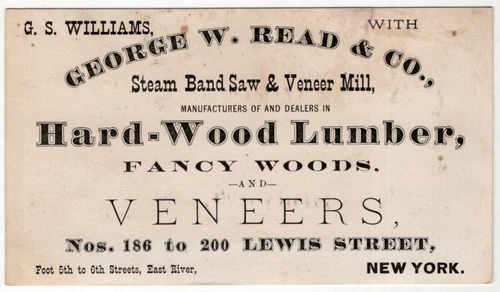 G. S. WILLIAMS, WITH
GEORGE W. READ & CO.,
Steam Band Saw & Veneer Mill,
MANUFACTURERS OF AND DEALERS IN
Hard-Wood Lumber,
FANCY WOODS,
—AND—
VENEERS,
Nos. 186 to 200 LEWIS STREET,
Foot 5th to 6th Streets, East River, NEW YORK.